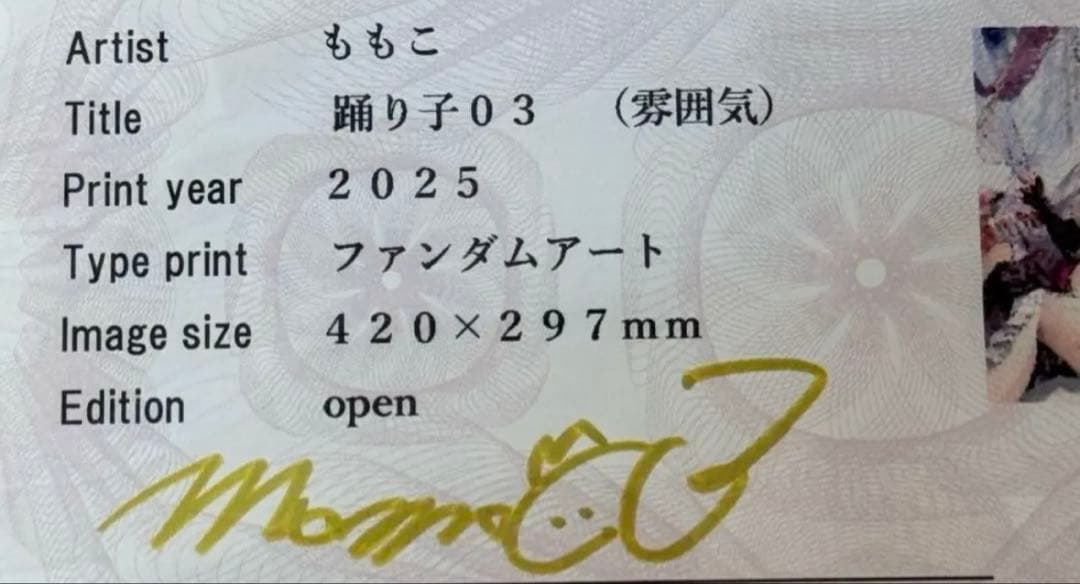 Artist ももこ
Title 踊り子03 （雰囲気）
Print year 2025
Type print ファンダムアート
Image size 420×297mm
Edition open